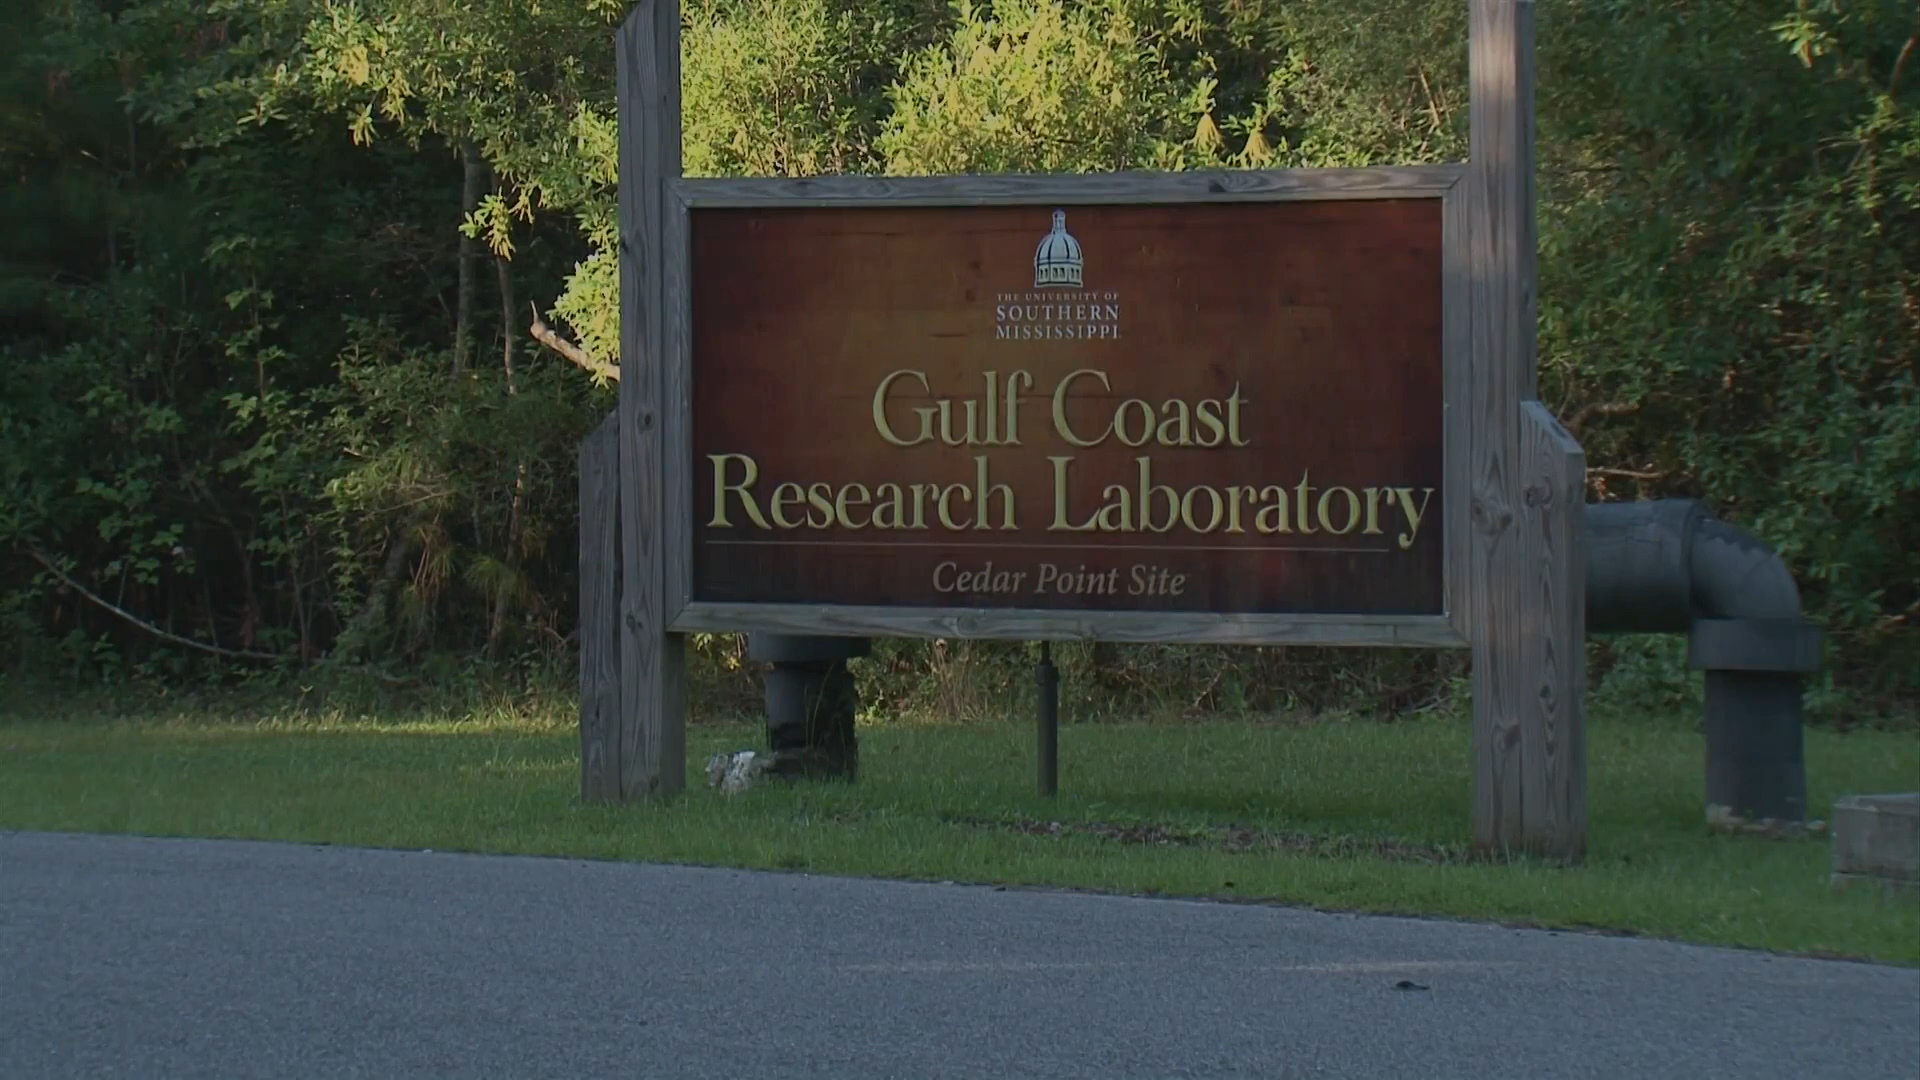 THE UNIVERSITY OF
SOUTHERN
MISSISSIPPI
Gulf Coast
Research Laboratory
Cedar Point Site